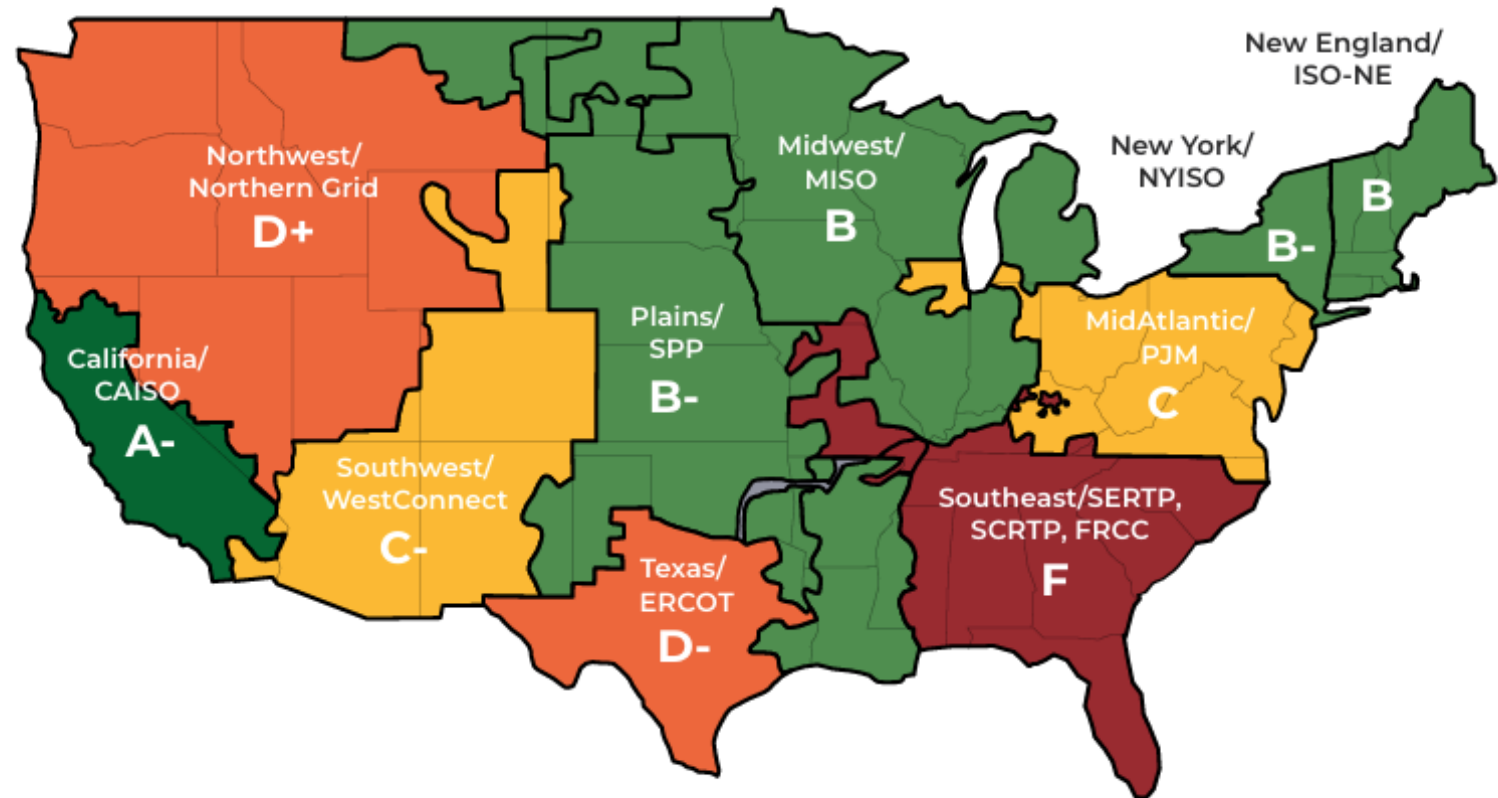 New England/
ISO-NE
B
New York/
NYISO
B-
Midwest/
MISO
B
Northwest/
Northern Grid
D+
Plains/
SPP
B-
MidAtlantic/
PJM
C
California/
CAISO
A-
Southwest/
WestConnect
C-
Southeast/SERTP,
SCRTP, FRCC
F
Texas/
ERCOT
D-